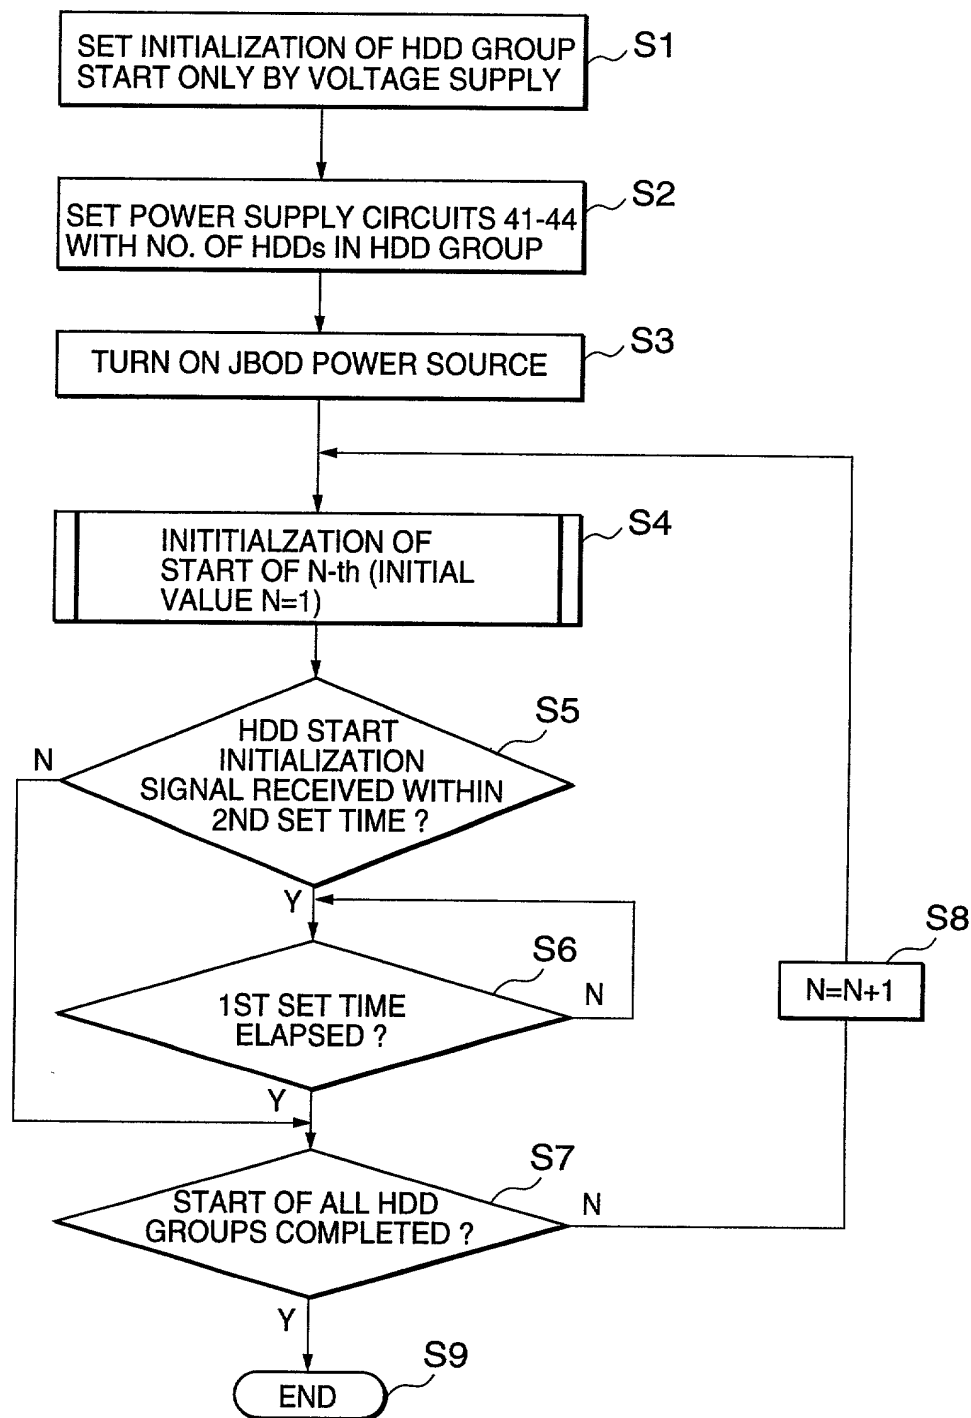 SET INITIALIZATION OF HDD GROUP
START ONLY BY VOLTAGE SUPPLY
S1
SET POWER SUPPLY CIRCUITS 41-44
WITH NO. OF HDDs IN HDD GROUP
S2
TURN ON JBOD POWER SOURCE
S3
INITITIALZATION OF
START OF N-th (INITIAL
VALUE N=1)
S4
HDD START
INITIALIZATION
SIGNAL RECEIVED WITHIN
2ND SET TIME ?
S5
N
Y
1ST SET TIME
ELAPSED ?
S6
N
Y
N=N+1
S8
START OF ALL HDD
GROUPS COMPLETED ?
S7
N
Y
END
S9